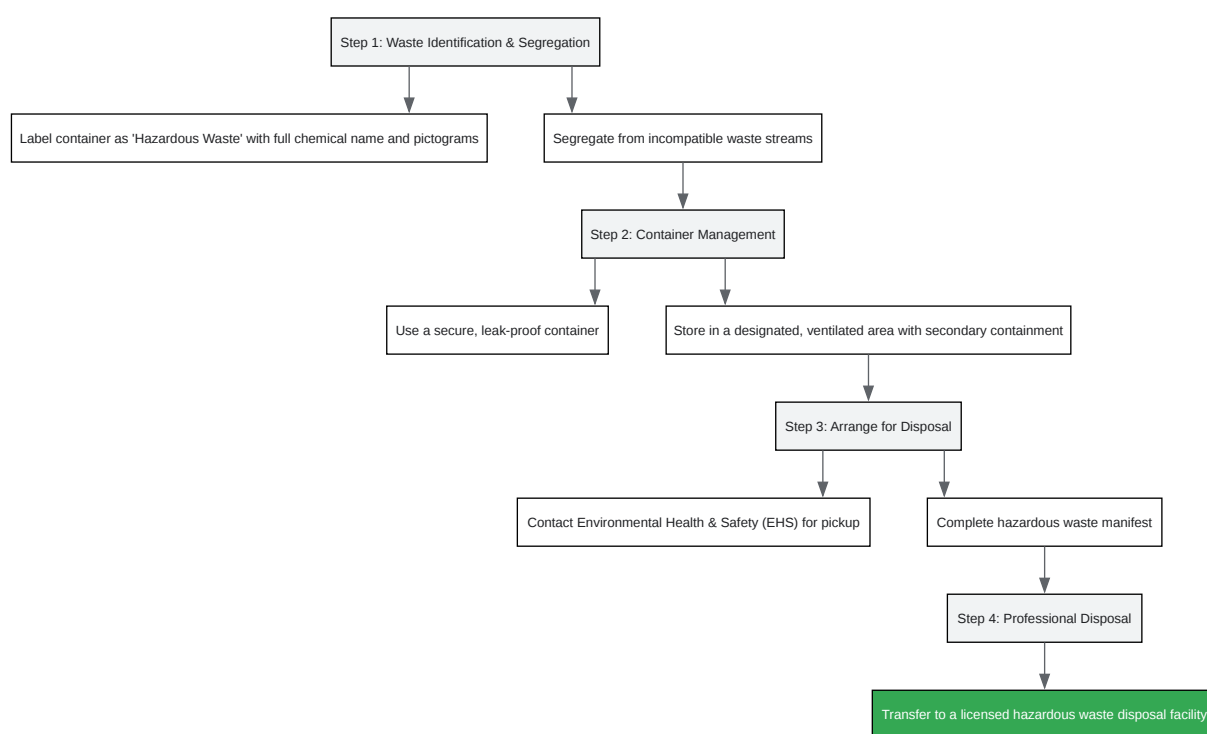 Step 1: Waste Identification & Segregation
Label container as 'Hazardous Waste' with full chemical name and pictograms
Segregate from incompatible waste streams
Step 2: Container Management
Use a secure, leak-proof container
Store in a designated, ventilated area with secondary containment
Step 3: Arrange for Disposal
Contact Environmental Health & Safety (EHS) for pickup
Complete hazardous waste manifest
Step 4: Professional Disposal
Transfer to a licensed hazardous waste disposal facility